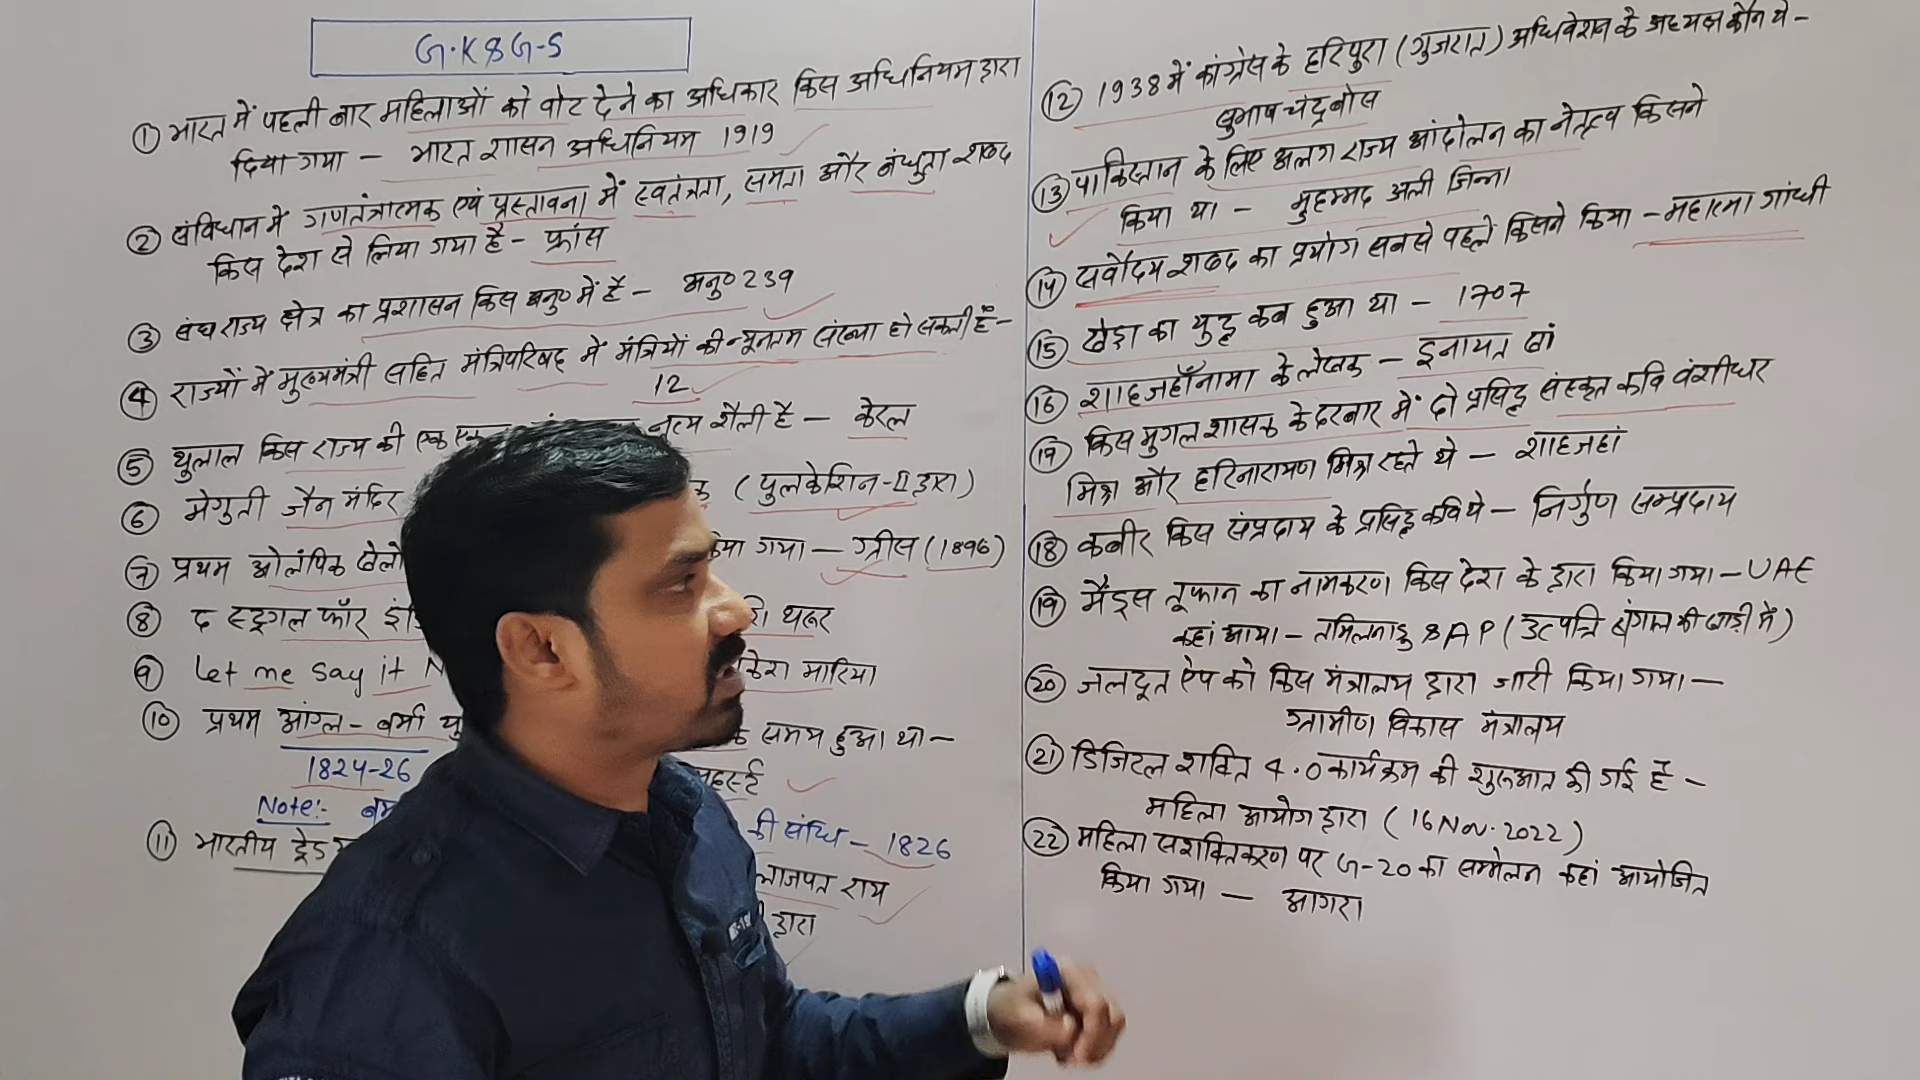 G.K & G.S
① भारत में पहली बार महिलाओं को वोट देने का अधिकार किस अधिनियम द्वारा
दिया गया – भारत शासन अधिनियम 1919
② संविधान में गणतंत्रात्मक एवं प्रस्तावना में स्वतंत्रता, समता और बंधुता शब्द
किस देश से लिया गया है – फ्रांस
③ संघ राज्य क्षेत्र का प्रशासन किस अनु० में है – अनु० 239
④ राज्यों में मुख्यमंत्री सहित मंत्रिपरिषद में मंत्रियों की न्यूनतम संख्या हो सकती है –
12
⑤ थुलाल किस राज्य की एक नृत्य शैली है – केरल
⑥ मेगुती जैन मंदिर (पुलकेशिन-II द्वारा)
⑦ प्रथम ओलंपिक खेलों किया गया – ग्रीस (1896)
⑧ द स्ट्रगल फॉर थरूर
⑨ Let me say it मारिया
⑩ प्रथम आंग्ल-बर्मा के समय हुआ था –
1824-26
Note:- की संधि – 1826
⑪ भारतीय ट्रेड लाजपत राय
द्वारा
⑫ 1938 में कांग्रेस के हरिपुरा (गुजरात) अधिवेशन के अध्यक्ष कौन थे –
सुभाष चंद्र बोस
⑬ पाकिस्तान के लिए अलग राज्य आंदोलन का नेतृत्व किसने
किया था – मुहम्मद अली जिन्ना
⑭ सर्वोदय शब्द का प्रयोग सबसे पहले किसने किया – महात्मा गांधी
⑮ खेड़ा का युद्ध कब हुआ था – 1707
⑯ शाहजहाँनामा के लेखक – इनायत खां
⑰ किस मुगल शासक के दरबार में दो प्रसिद्ध संस्कृत कवि वंशीधर
मिश्र और हरिनारायण मिश्र रहते थे – शाहजहां
⑱ कबीर किस संप्रदाय के प्रसिद्ध कवि थे – निर्गुण सम्प्रदाय
⑲ मैंडूस तूफान का नामकरण किस देश के द्वारा किया गया – UAE
कहां आया – तमिलनाडु & AP (उत्पत्ति बंगाल की खाड़ी में)
⑳ जलदूत ऐप को किस मंत्रालय द्वारा जारी किया गया –
ग्रामीण विकास मंत्रालय
㉑ डिजिटल शक्ति 4.0 कार्यक्रम की शुरूआत की गई है –
महिला आयोग द्वारा (16 Nov. 2022)
㉒ महिला सशक्तिकरण पर G-20 का सम्मेलन कहां आयोजित
किया गया – आगरा